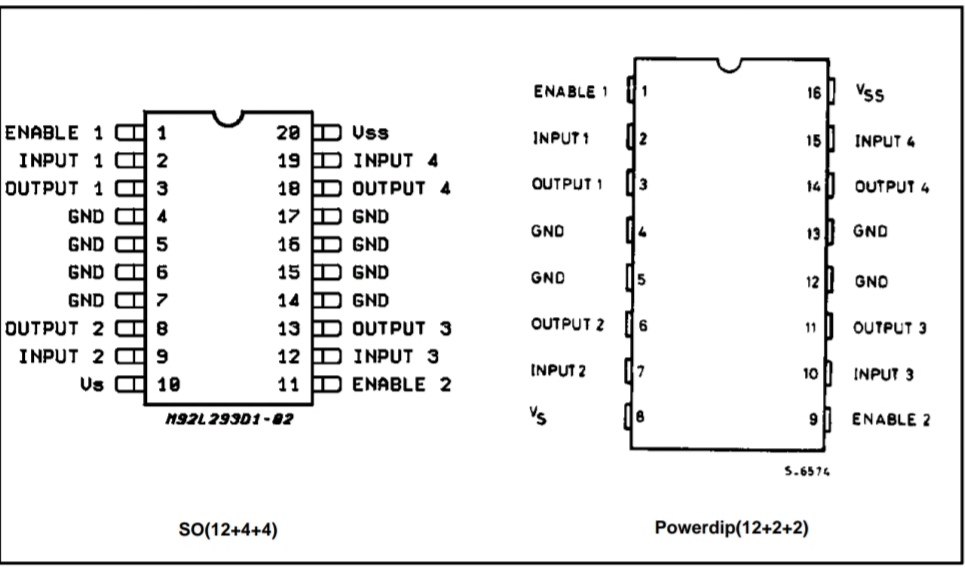 ENABLE 1 1 20 Vss
INPUT 1 2 19 INPUT 4
OUTPUT 1 3 18 OUTPUT 4
GND 4 17 GND
GND 5 16 GND
GND 6 15 GND
GND 7 14 GND
OUTPUT 2 8 13 OUTPUT 3
INPUT 2 9 12 INPUT 3
Vs 10 11 ENABLE 2
M92L293D1-02
SO(12+4+4)
ENABLE 1 1 16 VSS
INPUT 1 2 15 INPUT 4
OUTPUT 1 3 14 OUTPUT 4
GND 4 13 GND
GND 5 12 GND
OUTPUT 2 6 11 OUTPUT 3
INPUT 2 7 10 INPUT 3
VS 8 9 ENABLE 2
S-6574
Powerdip(12+2+2)